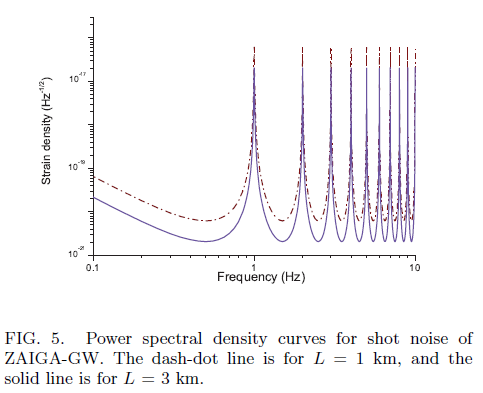 Strain density (Hz⁻¹/²)
10⁻¹⁷
10⁻¹⁹
10⁻²¹
0.1 1 10
Frequency (Hz)
FIG. 5. Power spectral density curves for shot noise of
ZAIGA-GW. The dash-dot line is for L = 1 km, and the
solid line is for L = 3 km.